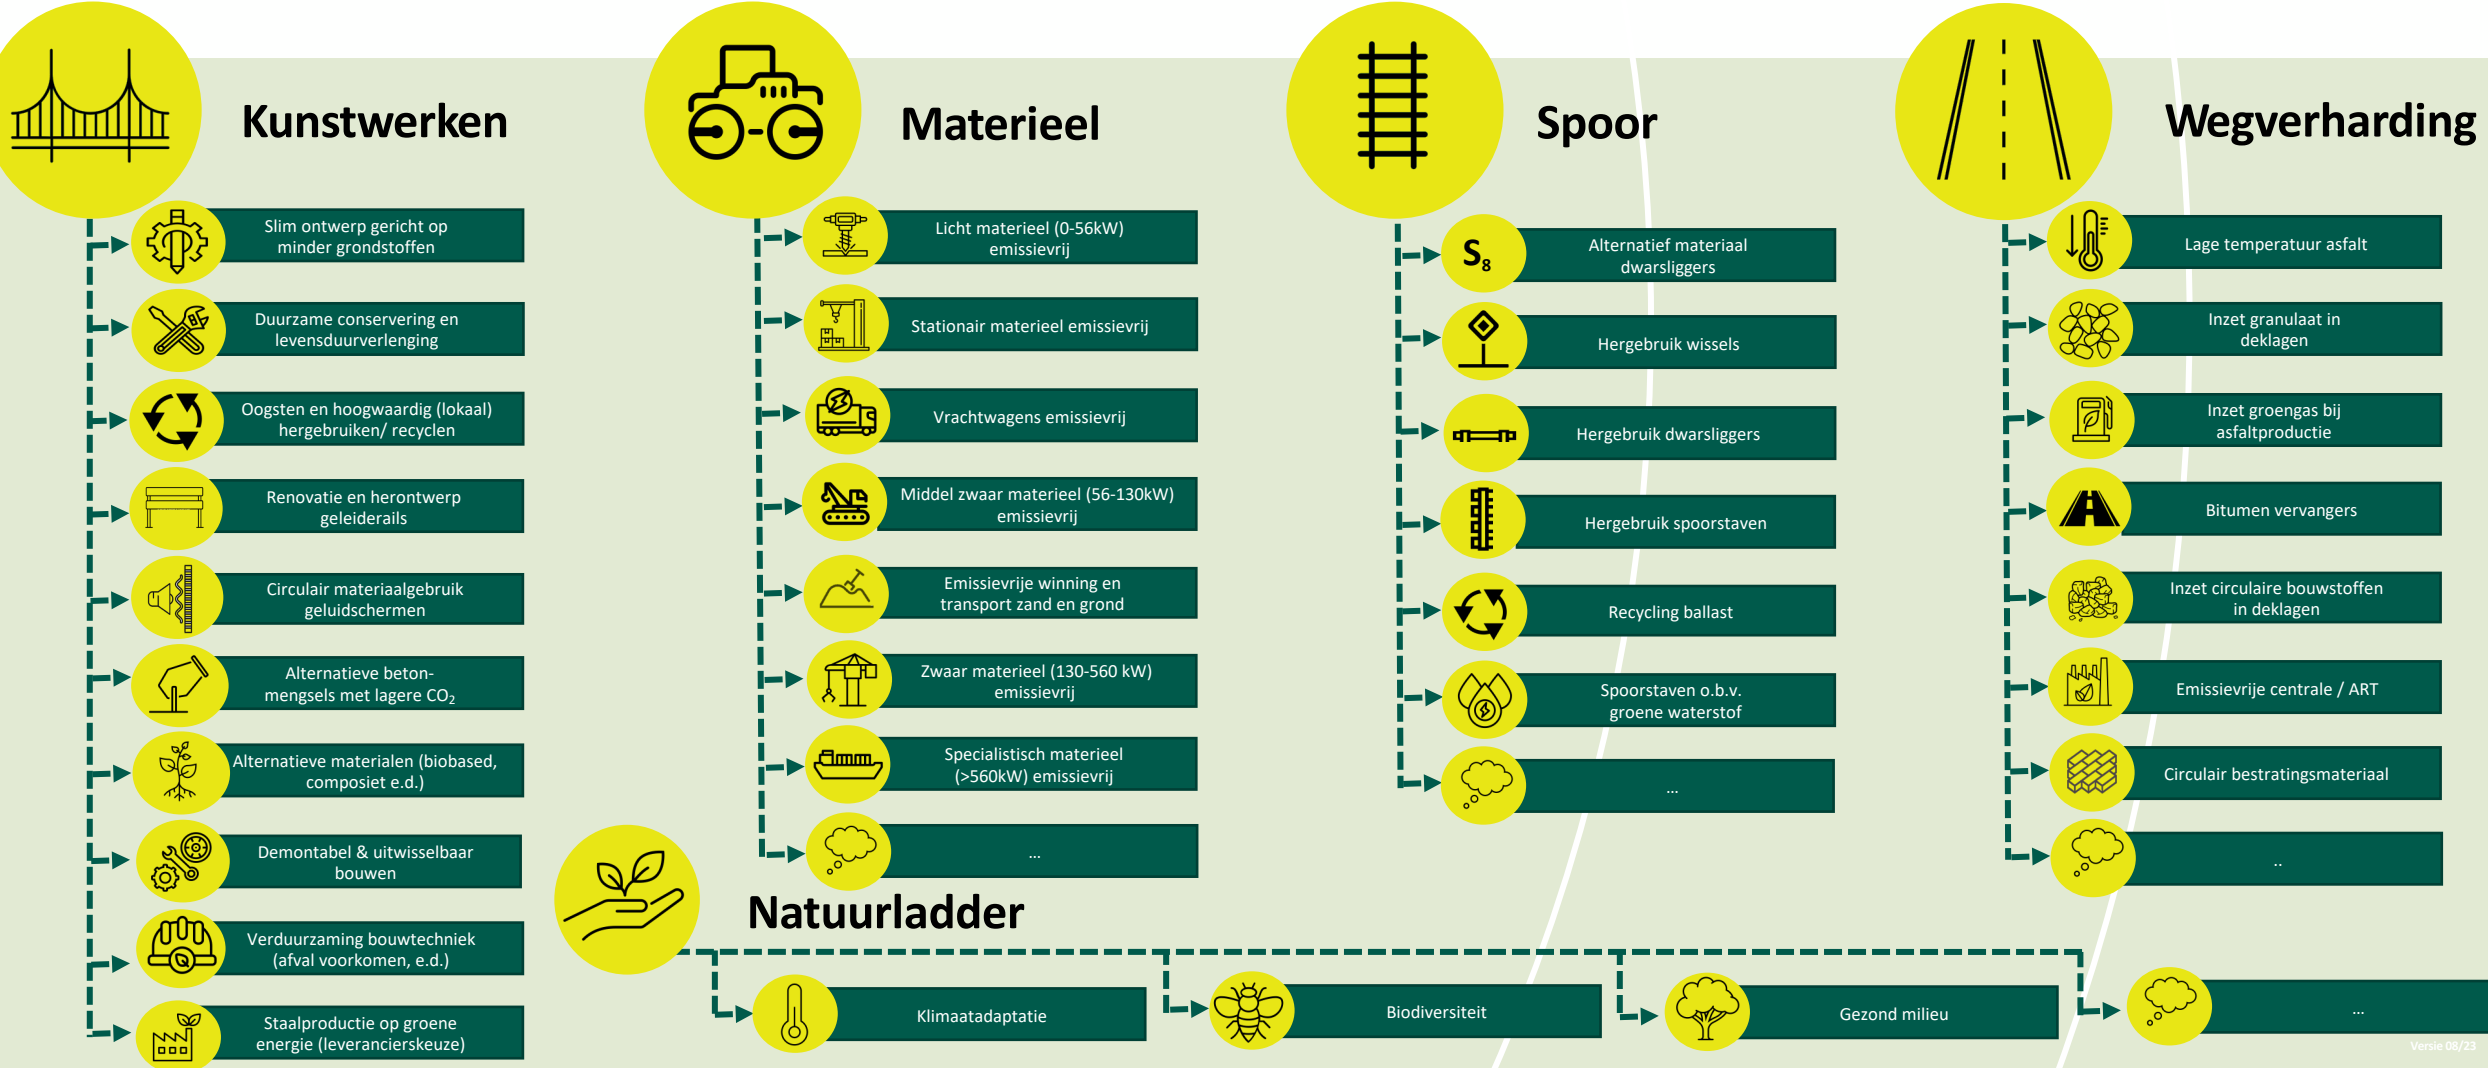 Kunstwerken
Slim ontwerp gericht op
minder grondstoffen
Duurzame conservering en
levensduurverlenging
Oogsten en hoogwaardig (lokaal)
hergebruiken/ recyclen
Renovatie en herontwerp
geleiderails
Circulair materiaalgebruik
geluidschermen
Alternatieve beton-
mengsels met lagere CO₂
Alternatieve materialen (biobased,
composiet e.d.)
Demontabel & uitwisselbaar
bouwen
Verduurzaming bouwtechniek
(afval voorkomen, e.d.)
Staalproductie op groene
energie (leverancierskeuze)
Materieel
Licht materieel (0-56kW)
emissievrij
Stationair materieel emissievrij
Vrachtwagens emissievrij
Middel zwaar materieel (56-130kW)
emissievrij
Emissievrije winning en
transport zand en grond
Zwaar materieel (130-560 kW)
emissievrij
Specialistisch materieel
(>560kW) emissievrij
...
Spoor
S₈
Alternatief materiaal
dwarsliggers
Hergebruik wissels
Hergebruik dwarsliggers
Hergebruik spoorstaven
Recycling ballast
Spoorstaven o.b.v.
groene waterstof
...
Wegverharding
Lage temperatuur asfalt
Inzet granulaat in
deklagen
Inzet groengas bij
asfaltproductie
Bitumen vervangers
Inzet circulaire bouwstoffen
in deklagen
Emissievrije centrale / ART
Circulair bestratingsmateriaal
..
Natuurladder
Klimaatadaptatie
Biodiversiteit
Gezond milieu
...
Versie 08/23